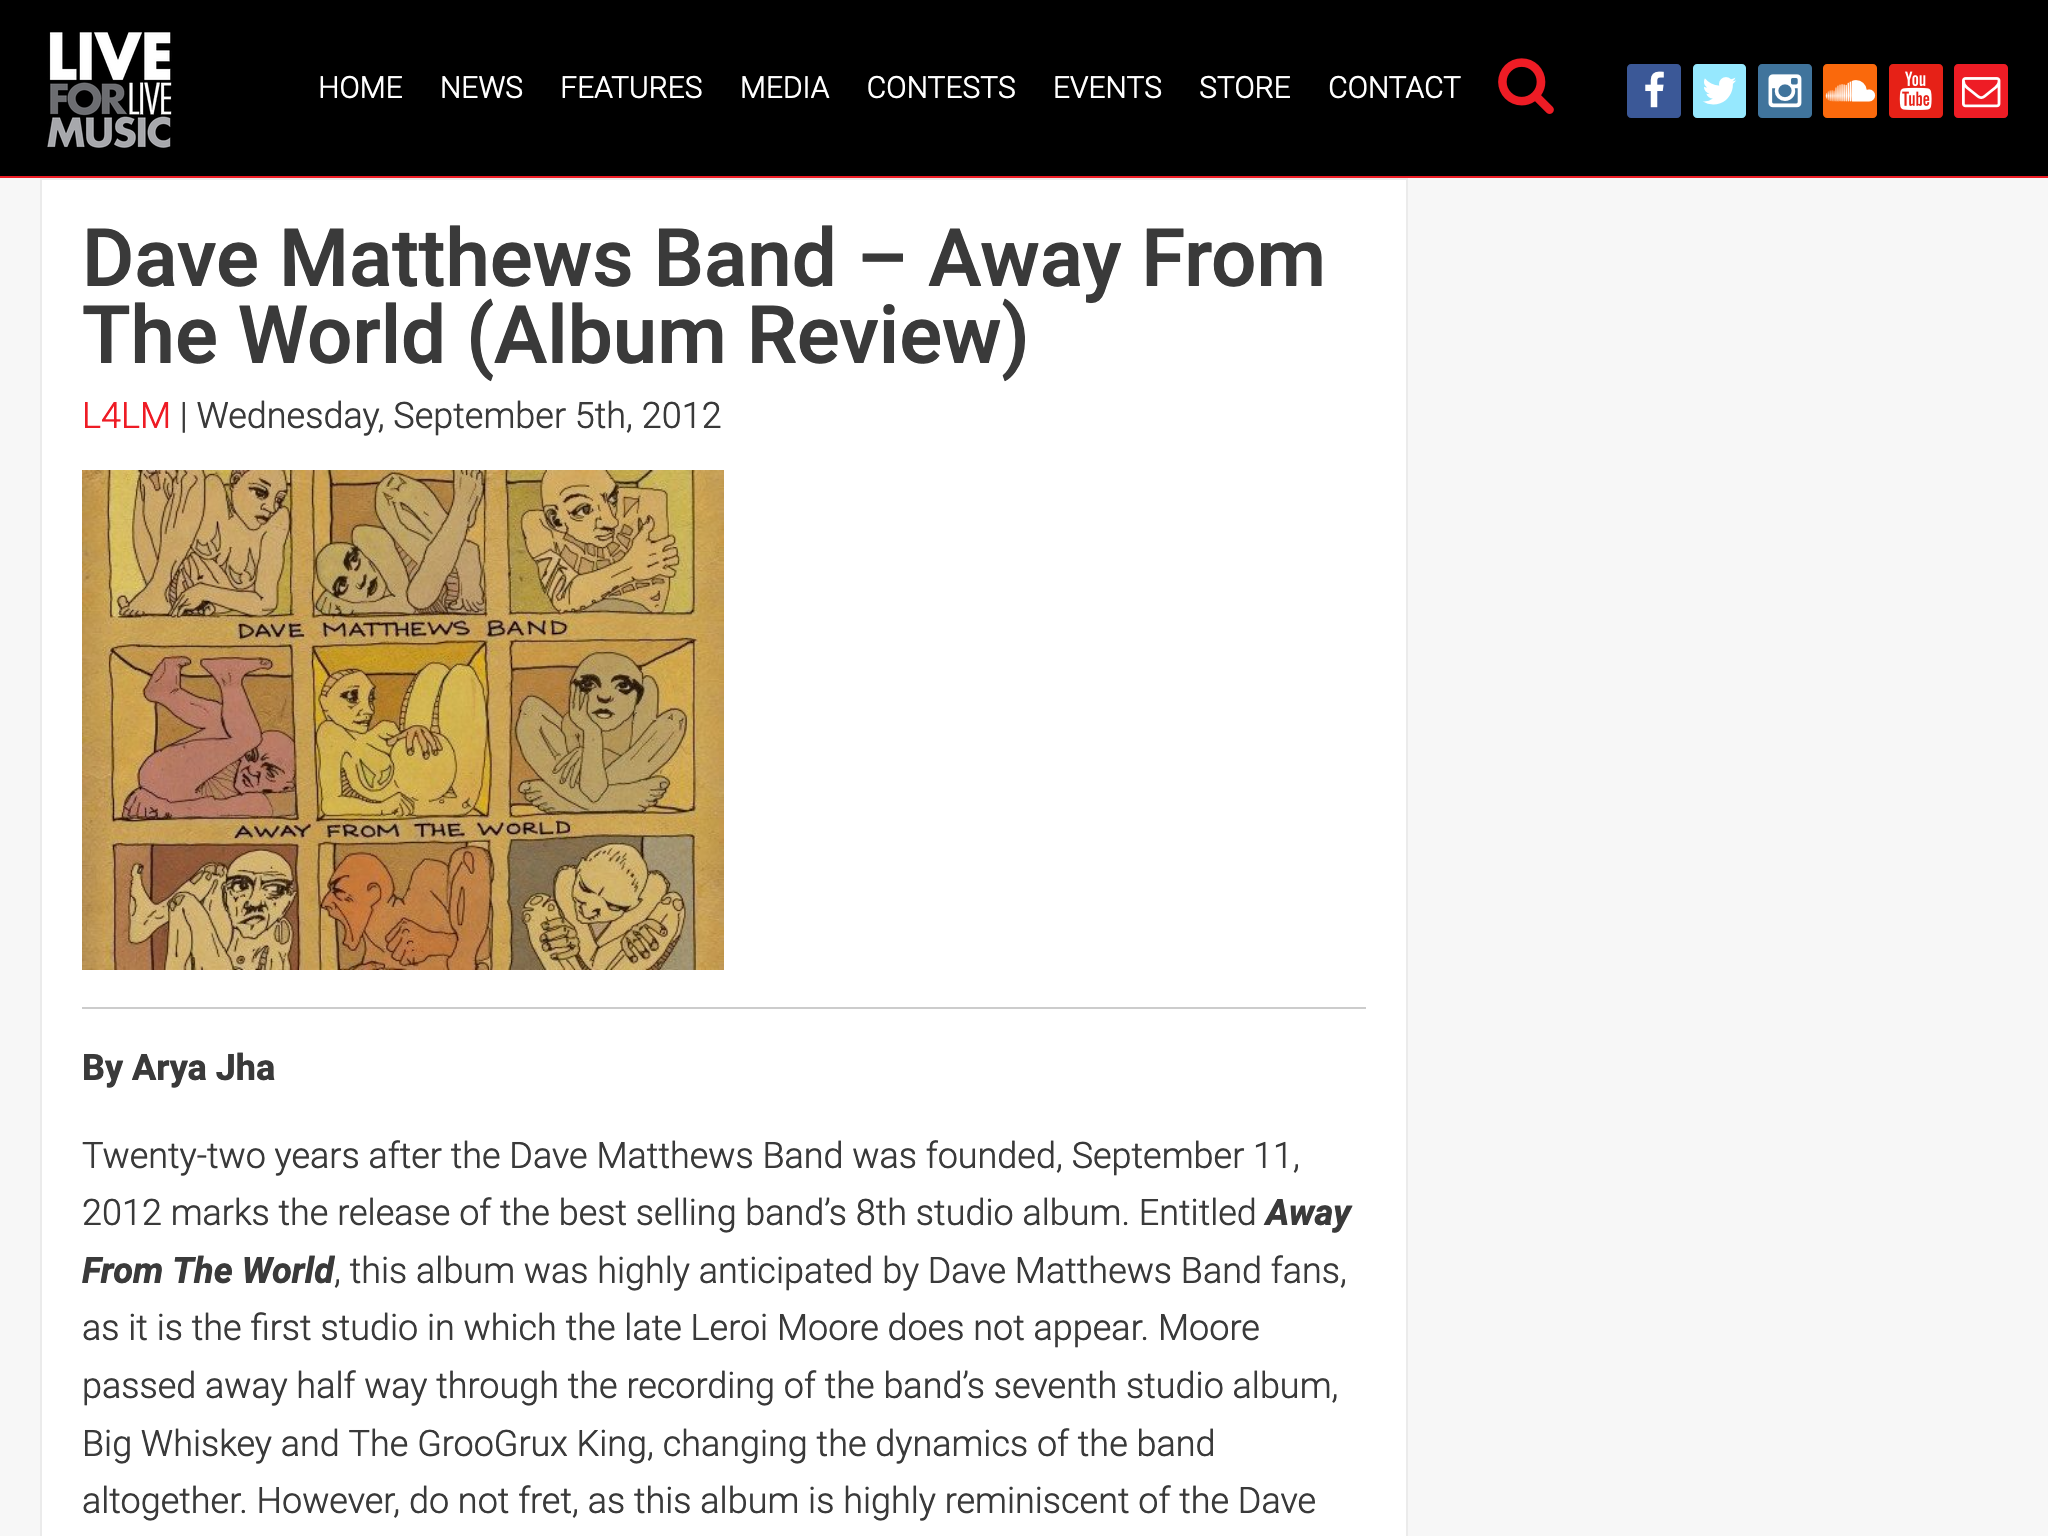 LIVE
FOR LIVE
MUSIC
HOME NEWS FEATURES MEDIA CONTESTS EVENTS STORE CONTACT
You
Tube
Dave Matthews Band – Away From
The World (Album Review)
L4LM | Wednesday, September 5th, 2012
DAVE MATTHEWS BAND
AWAY FROM THE WORLD
By Arya Jha
Twenty-two years after the Dave Matthews Band was founded, September 11,
2012 marks the release of the best selling band’s 8th studio album. Entitled Away
From The World, this album was highly anticipated by Dave Matthews Band fans,
as it is the first studio in which the late Leroi Moore does not appear. Moore
passed away half way through the recording of the band’s seventh studio album,
Big Whiskey and The GrooGrux King, changing the dynamics of the band
altogether. However, do not fret, as this album is highly reminiscent of the Dave